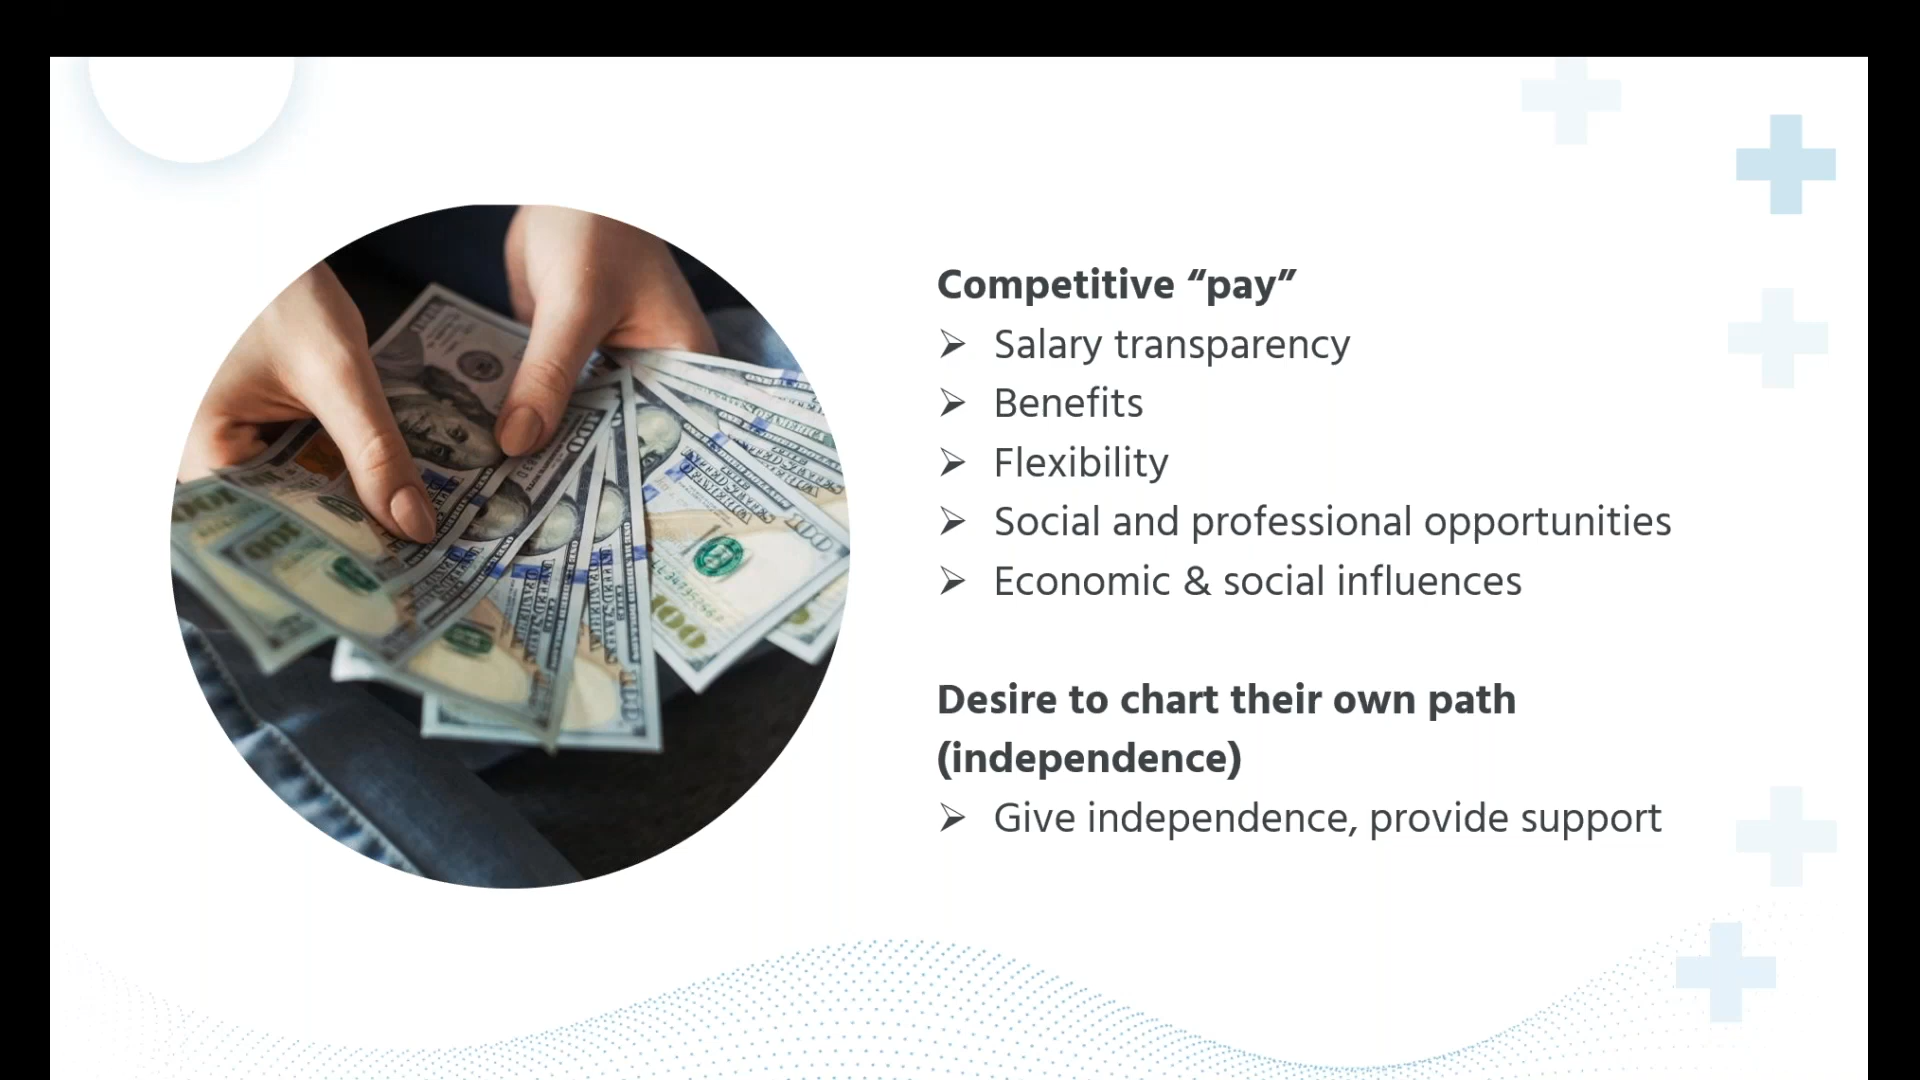 Competitive “pay”
➢ Salary transparency
➢ Benefits
➢ Flexibility
➢ Social and professional opportunities
➢ Economic & social influences
Desire to chart their own path
(independence)
➢ Give independence, provide support